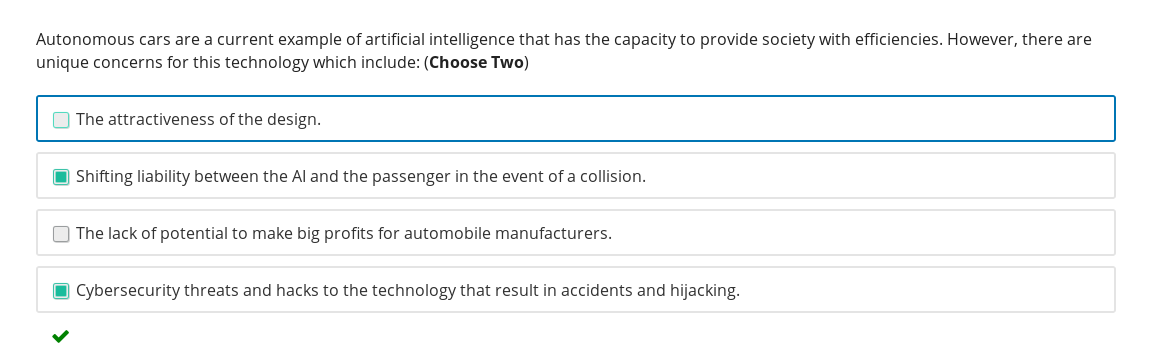 Autonomous cars are a current example of artificial intelligence that has the capacity to provide society with efficiencies. However, there are
unique concerns for this technology which include: (Choose Two)
The attractiveness of the design.
Shifting liability between the AI and the passenger in the event of a collision.
The lack of potential to make big profits for automobile manufacturers.
Cybersecurity threats and hacks to the technology that result in accidents and hijacking.